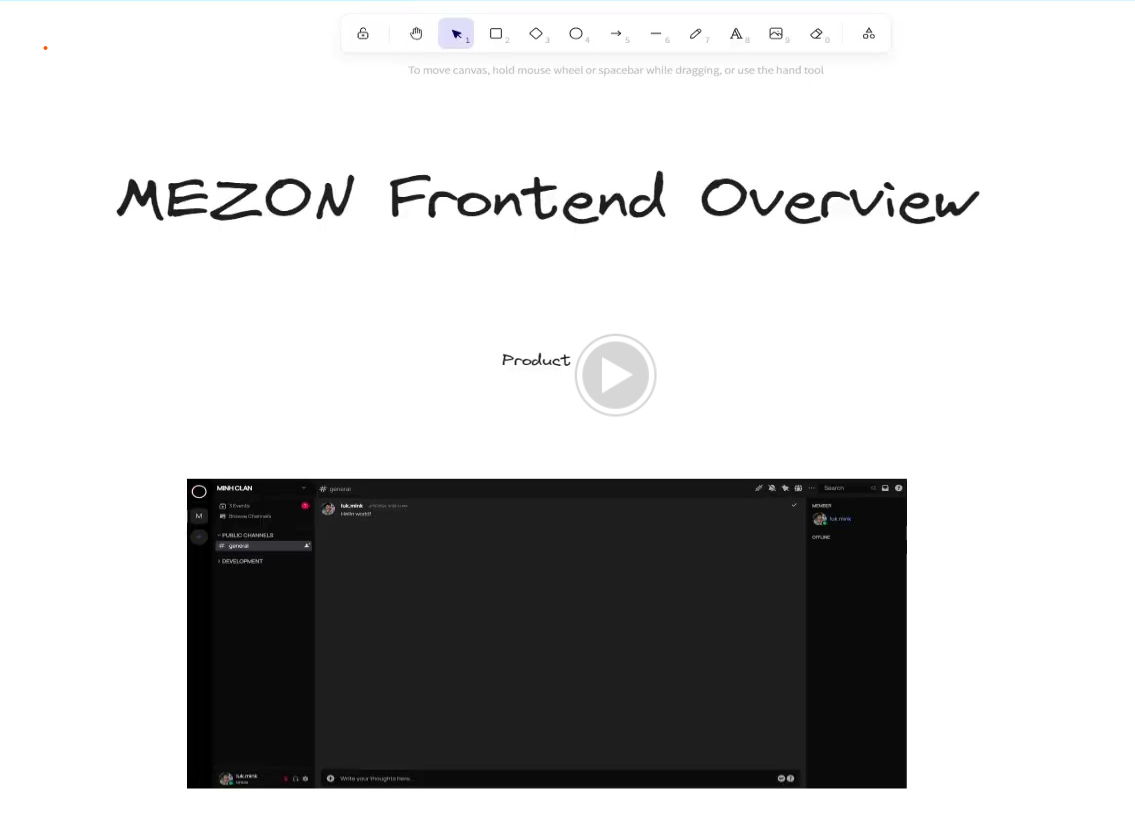 1 2 3 4 5 6 7 8 9 0
To move canvas, hold mouse wheel or spacebar while dragging, or use the hand tool
MEZON Frontend Overview
Product
MINH CLAN
# general
Search
3 Events
Browse Channels
luk.mink
Hello world!!
MEMBER
luk.mink
PUBLIC CHANNELS
# general
OFFLINE
DEVELOPMENT
M
luk.mink
Write your thoughts here...